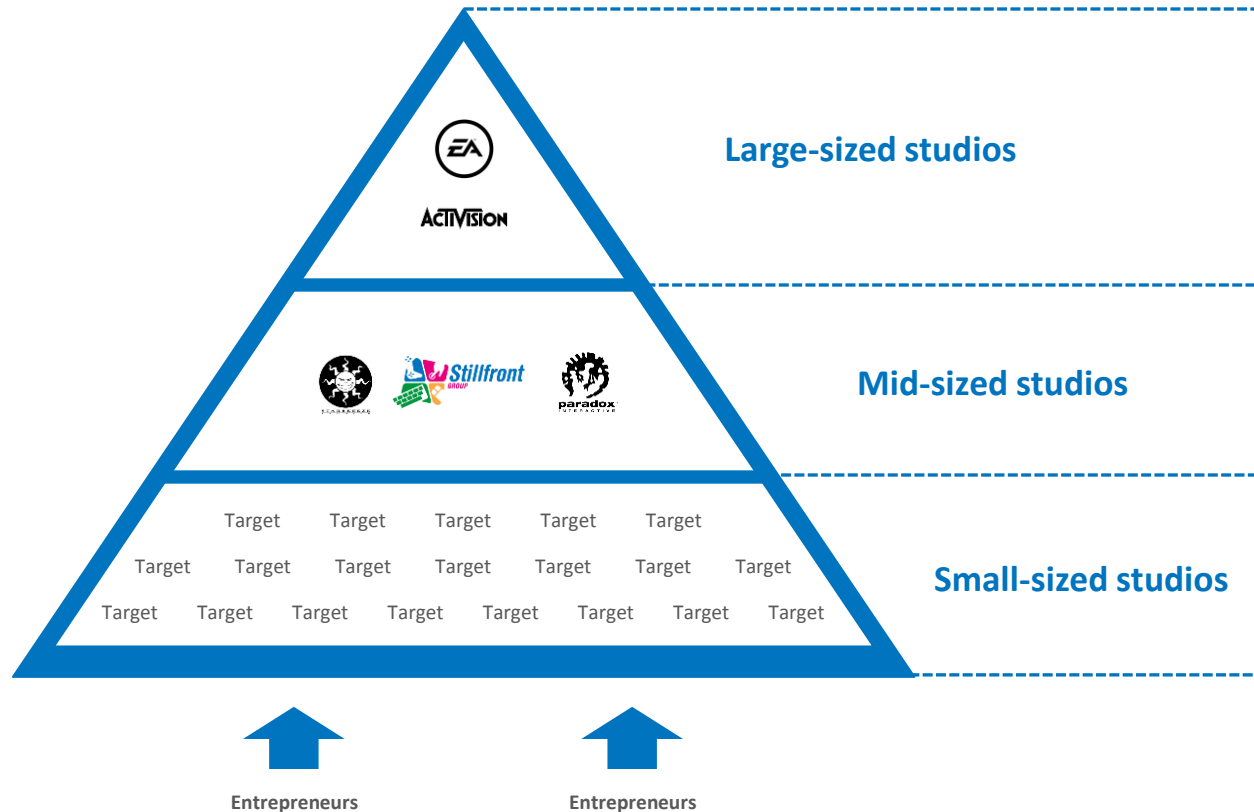 EA
ACTIVISION
Large-sized studios
STARBREEZE
Stillfront
GROUP
paradox
INTERACTIVE
Mid-sized studios
Target Target Target Target Target
Target Target Target Target Target Target Target
Target Target Target Target Target Target Target Target
Small-sized studios
Entrepreneurs Entrepreneurs